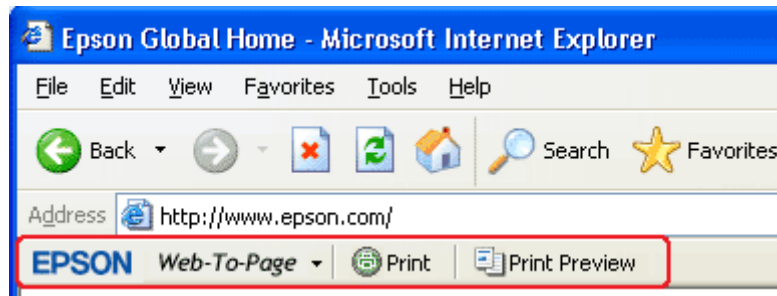 Epson Global Home - Microsoft Internet Explorer
File Edit View Favorites Tools Help
Back Search Favorites
Address http://www.epson.com/
EPSON Web-To-Page Print Print Preview